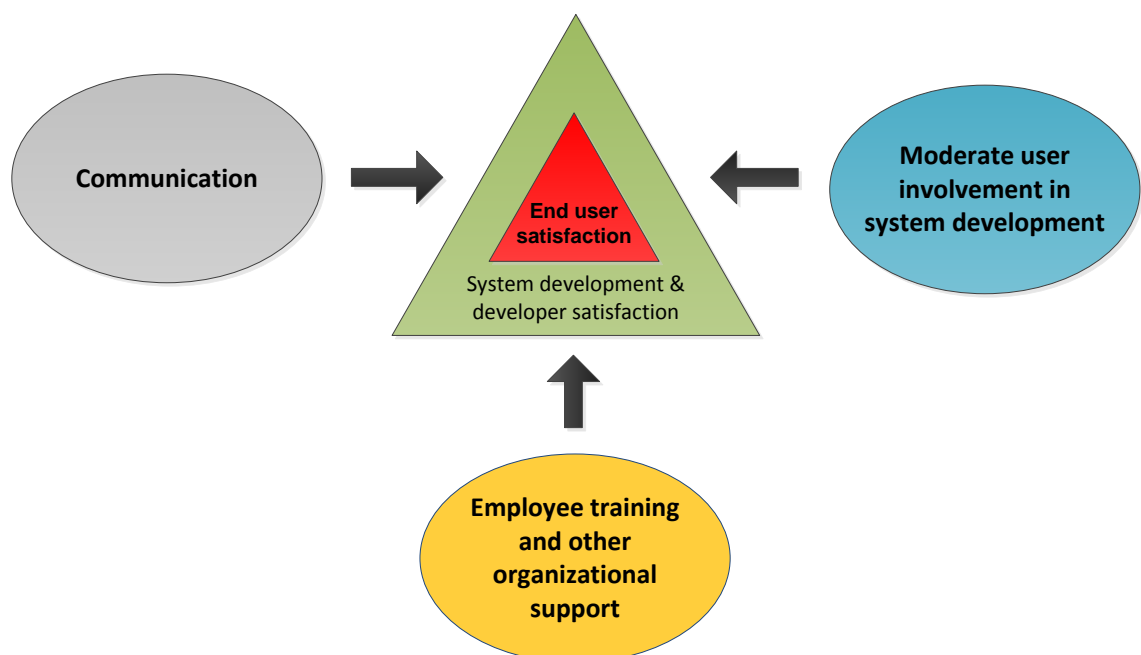 Communication
End user
satisfaction
System development &
developer satisfaction
Moderate user
involvement in
system development
Employee training
and other
organizational
support